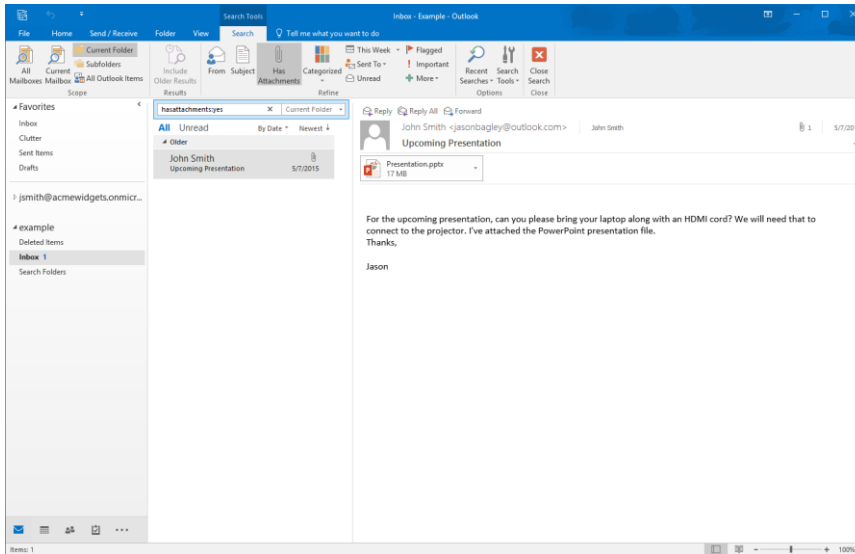 Search Tools
Inbox - Example - Outlook
File Home Send / Receive Folder View Search Tell me what you want to do
All Mailboxes
Current Mailbox
Current Folder
Subfolders
All Outlook Items
Scope
Include Older Results
Results
From
Subject
Has Attachments
Categorized
This Week
Sent To
Unread
Flagged
Important
More
Refine
Recent Searches
Search Tools
Options
Close Search
Close
Favorites
Inbox
Clutter
Sent Items
Drafts
jsmith@acmewidgets.onmicr...
example
Deleted Items
Inbox 1
Search Folders
hasattachments:yes
Current Folder
All Unread By Date Newest
Older
John Smith
Upcoming Presentation 5/7/2015
Reply Reply All Forward
John Smith <jasonbagley@outlook.com> John Smith
1 5/7/20
Upcoming Presentation
Presentation.pptx
17 MB
For the upcoming presentation, can you please bring your laptop along with an HDMI cord? We will need that to
connect to the projector. I've attached the PowerPoint presentation file.
Thanks,
Jason
Items: 1
100%